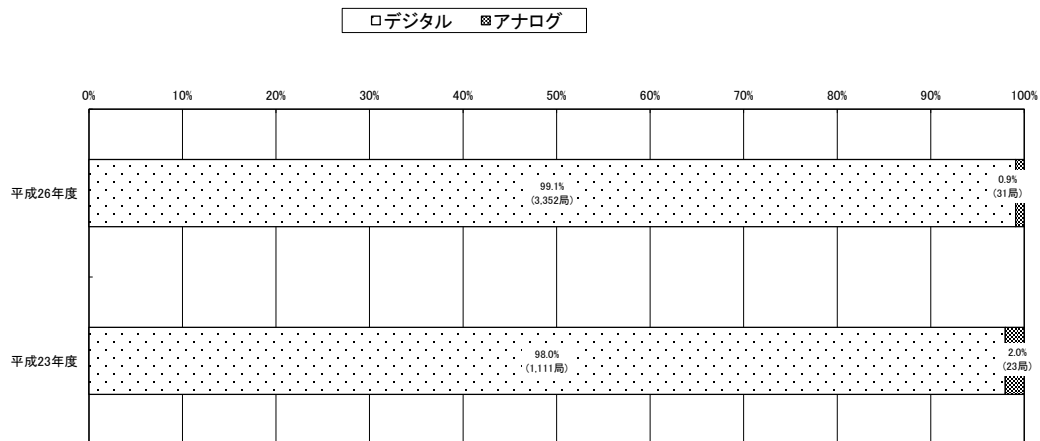 デジタル アナログ
0% 10% 20% 30% 40% 50% 60% 70% 80% 90% 100%
平成26年度
99.1%
(3,352局)
0.9%
(31局)
平成23年度
98.0%
(1,111局)
2.0%
(23局)